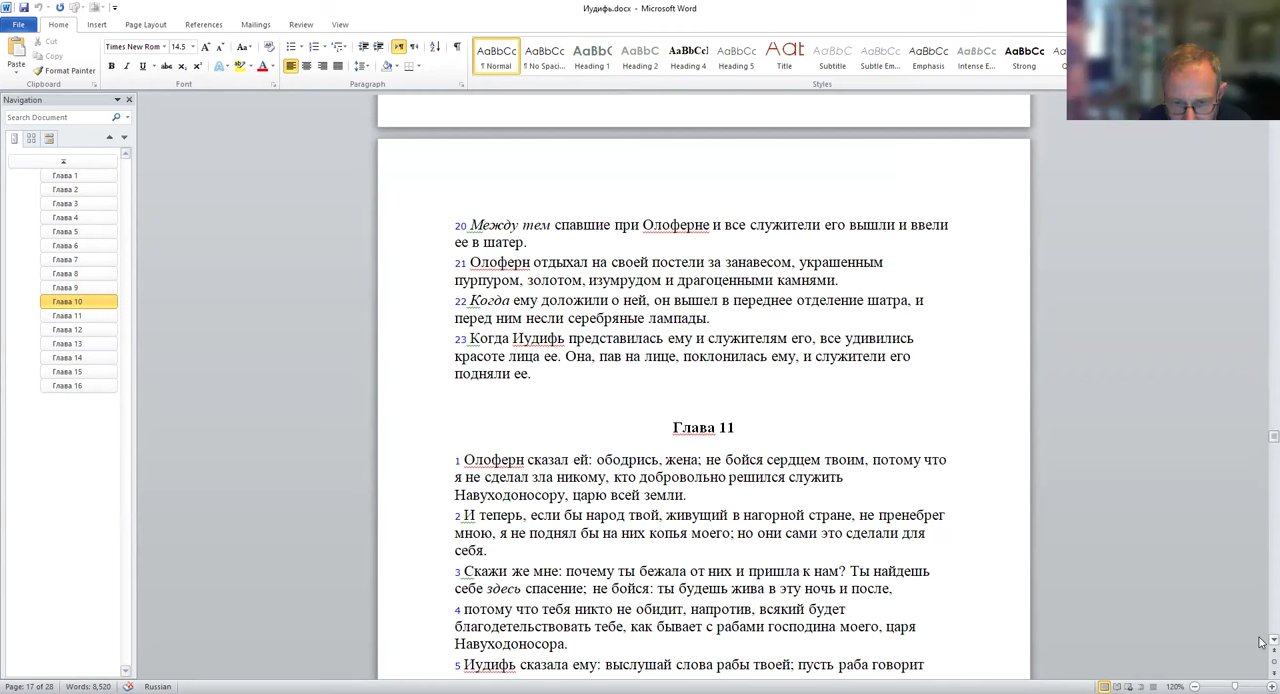 Иудифь.docx - Microsoft Word
File Home Insert Page Layout References Mailings Review View
Paste Cut Copy Format Painter
Clipboard
Times New Rom 14.5
Font
Paragraph
AaBbCc ¶ Normal
AaBbCc ¶ No Spaci...
AaBbC Heading 1
AaBbC Heading 2
AaBbCc Heading 4
AaBbCc Heading 5
Title
AaBbCc Subtitle
AaBbCc Subtle Em...
AaBbCc Emphasis
AaBbCc Intense E...
AaBbCc Strong
Styles
Navigation
Search Document
Глава 1
Глава 2
Глава 3
Глава 4
Глава 5
Глава 6
Глава 7
Глава 8
Глава 9
Глава 10
Глава 11
Глава 12
Глава 13
Глава 14
Глава 15
Глава 16
20 Между тем спавшие при Олоферне и все служители его вышли и ввели
ее в шатер.
21 Олоферн отдыхал на своей постели за занавесом, украшенным
пурпуром, золотом, изумрудом и драгоценными камнями.
22 Когда ему доложили о ней, он вышел в переднее отделение шатра, и
перед ним несли серебряные лампады.
23 Когда Иудифь представилась ему и служителям его, все удивились
красоте лица ее. Она, пав на лице, поклонилась ему, и служители его
подняли ее.
Глава 11
1 Олоферн сказал ей: ободрись, жена; не бойся сердцем твоим, потому что
я не сделал зла никому, кто добровольно решился служить
Навуходоносору, царю всей земли.
2 И теперь, если бы народ твой, живущий в нагорной стране, не пренебрег
мною, я не поднял бы на них копья моего; но они сами это сделали для
себя.
3 Скажи же мне: почему ты бежала от них и пришла к нам? Ты найдешь
себе здесь спасение; не бойся: ты будешь жива в эту ночь и после,
4 потому что тебя никто не обидит, напротив, всякий будет
благодетельствовать тебе, как бывает с рабами господина моего, царя
Навуходоносора.
5 Иудифь сказала ему: выслушай слова рабы твоей; пусть раба говорит
Page: 17 of 28 Words: 8,520 Russian 120%